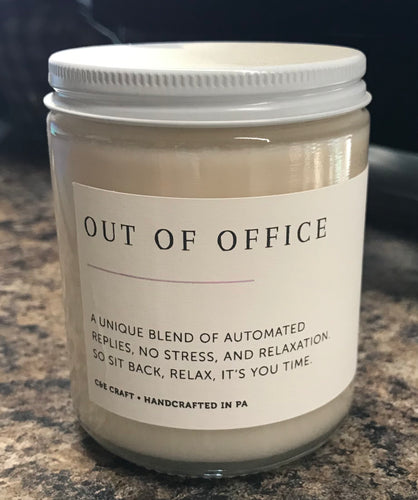 OUT OF OFFICE
A UNIQUE BLEND OF AUTOMATED
REPLIES, NO STRESS, AND RELAXATION.
SO SIT BACK, RELAX, IT'S YOU TIME.
C&E CRAFT • HANDCRAFTED IN PA